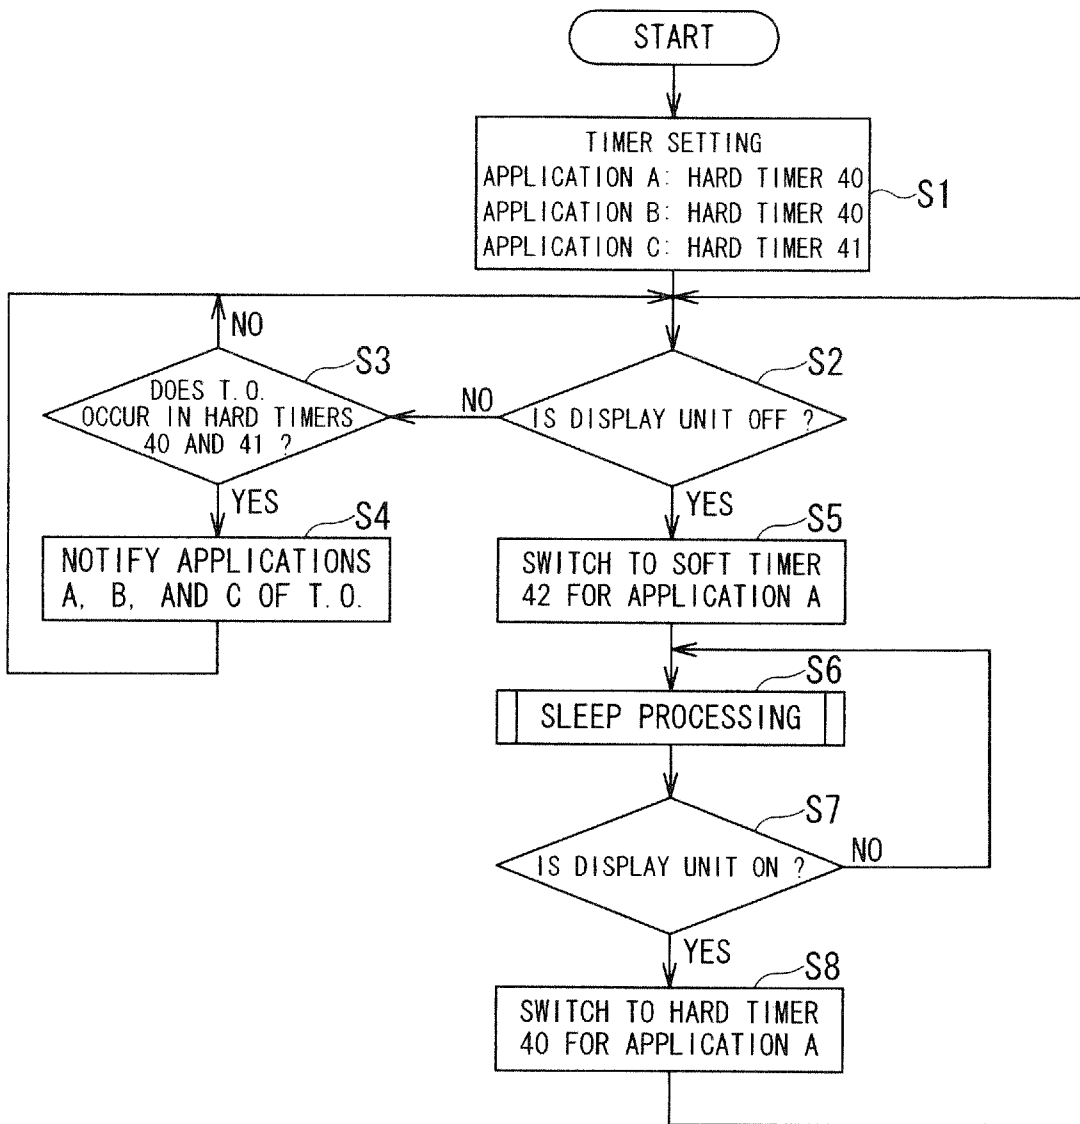 START
TIMER SETTING
APPLICATION A: HARD TIMER 40
APPLICATION B: HARD TIMER 40
APPLICATION C: HARD TIMER 41
S1
NO
S3
DOES T.O.
OCCUR IN HARD TIMERS
40 AND 41 ?
NO
S2
IS DISPLAY UNIT OFF ?
YES
S4
NOTIFY APPLICATIONS
A, B, AND C OF T.O.
YES
S5
SWITCH TO SOFT TIMER
42 FOR APPLICATION A
S6
SLEEP PROCESSING
S7
IS DISPLAY UNIT ON ?
NO
YES
S8
SWITCH TO HARD TIMER
40 FOR APPLICATION A